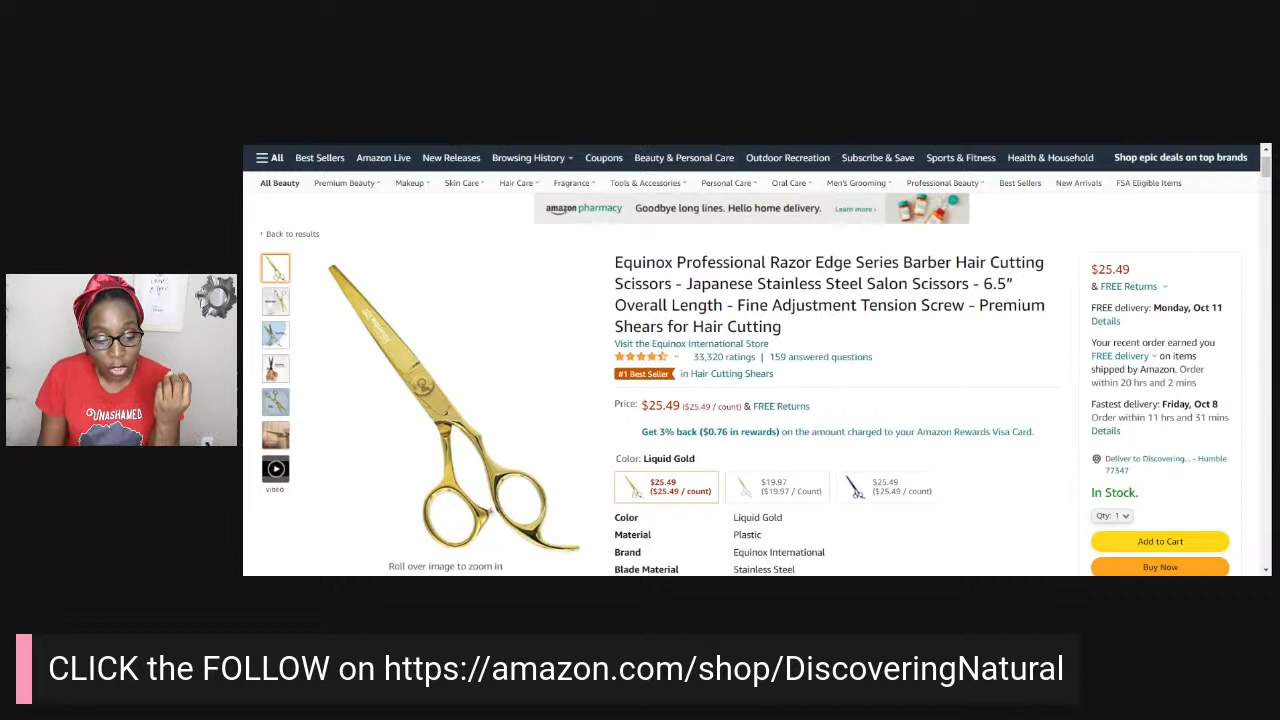 All Best Sellers Amazon Live New Releases Browsing History Coupons Beauty & Personal Care Outdoor Recreation Subscribe & Save Sports & Fitness Health & Household Shop epic deals on top brands
All Beauty Premium Beauty Makeup Skin Care Hair Care Fragrance Tools & Accessories Personal Care Oral Care Men's Grooming Professional Beauty Best Sellers New Arrivals FSA Eligible Items
amazon pharmacy Goodbye long lines. Hello home delivery. Learn more ›
‹ Back to results
Equinox Professional Razor Edge Series Barber Hair Cutting
Scissors - Japanese Stainless Steel Salon Scissors - 6.5”
Overall Length - Fine Adjustment Tension Screw - Premium
Shears for Hair Cutting
Visit the Equinox International Store
33,320 ratings | 159 answered questions
#1 Best Seller in Hair Cutting Shears
Price: $25.49 ($25.49 / count) & FREE Returns
Get 3% back ($0.76 in rewards) on the amount charged to your Amazon Rewards Visa Card.
Color: Liquid Gold
$25.49 $19.97 $25.49
($25.49 / count) ($19.97 / Count) ($25.49 / count)
Color Liquid Gold
Material Plastic
Brand Equinox International
Blade Material Stainless Steel
VIDEO
Roll over image to zoom in
$25.49
& FREE Returns
FREE delivery: Monday, Oct 11
Details
Your recent order earned you
FREE delivery on items
shipped by Amazon. Order
within 20 hrs and 2 mins
Fastest delivery: Friday, Oct 8
Order within 11 hrs and 31 mins
Details
Deliver to Discovering... - Humble
77347
In Stock.
Qty: 1
Add to Cart
Buy Now
UNASHAMED
CLICK the FOLLOW on https://amazon.com/shop/DiscoveringNatural